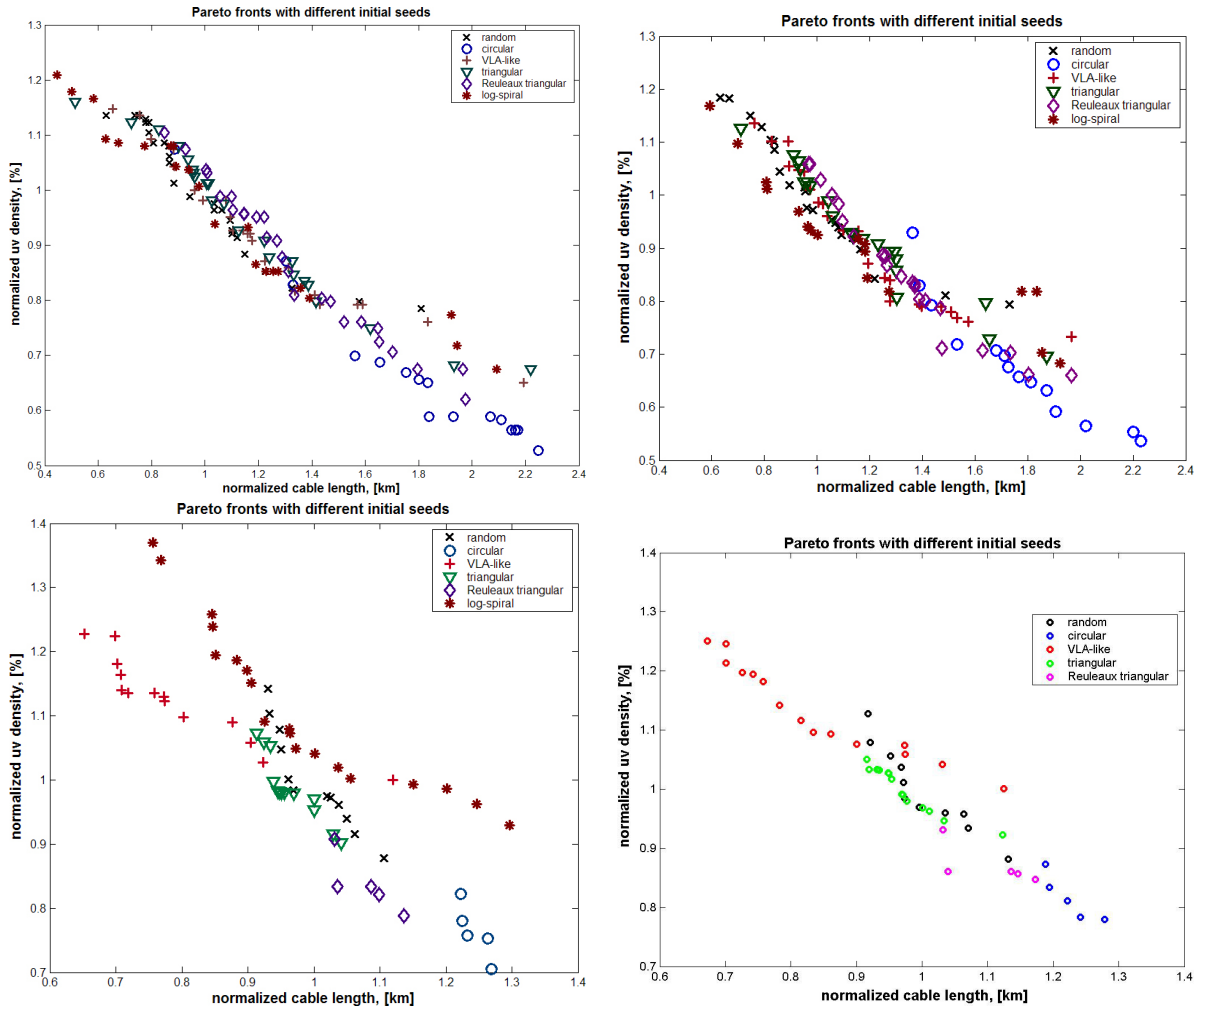 Pareto fronts with different initial seeds
1.3
1.2
1.1
1
0.9
0.8
0.7
0.6
0.5
normalized uv density, [%]
random
circular
VLA-like
triangular
Reuleaux triangular
log-spiral
0.4 0.6 0.8 1 1.2 1.4 1.6 1.8 2 2.2 2.4
normalized cable length, [km]
Pareto fronts with different initial seeds
1.3
1.2
1.1
1
0.9
0.8
0.7
0.6
0.5
normalized uv density, [%]
random
circular
VLA-like
triangular
Reuleaux triangular
log-spiral
0.4 0.6 0.8 1 1.2 1.4 1.6 1.8 2 2.2 2.4
normalized cable length, [km]
Pareto fronts with different initial seeds
1.4
1.3
1.2
1.1
1
0.9
0.8
0.7
normalized uv density, [%]
random
circular
VLA-like
triangular
Reuleaux triangular
log-spiral
0.6 0.7 0.8 0.9 1 1.1 1.2 1.3 1.4
normalized cable length, [km]
Pareto fronts with different initial seeds
1.4
1.3
1.2
1.1
1
0.9
0.8
0.7
normalized uv density, [%]
random
circular
VLA-like
triangular
Reuleaux triangular
0.6 0.7 0.8 0.9 1 1.1 1.2 1.3 1.4
normalized cable length, [km]